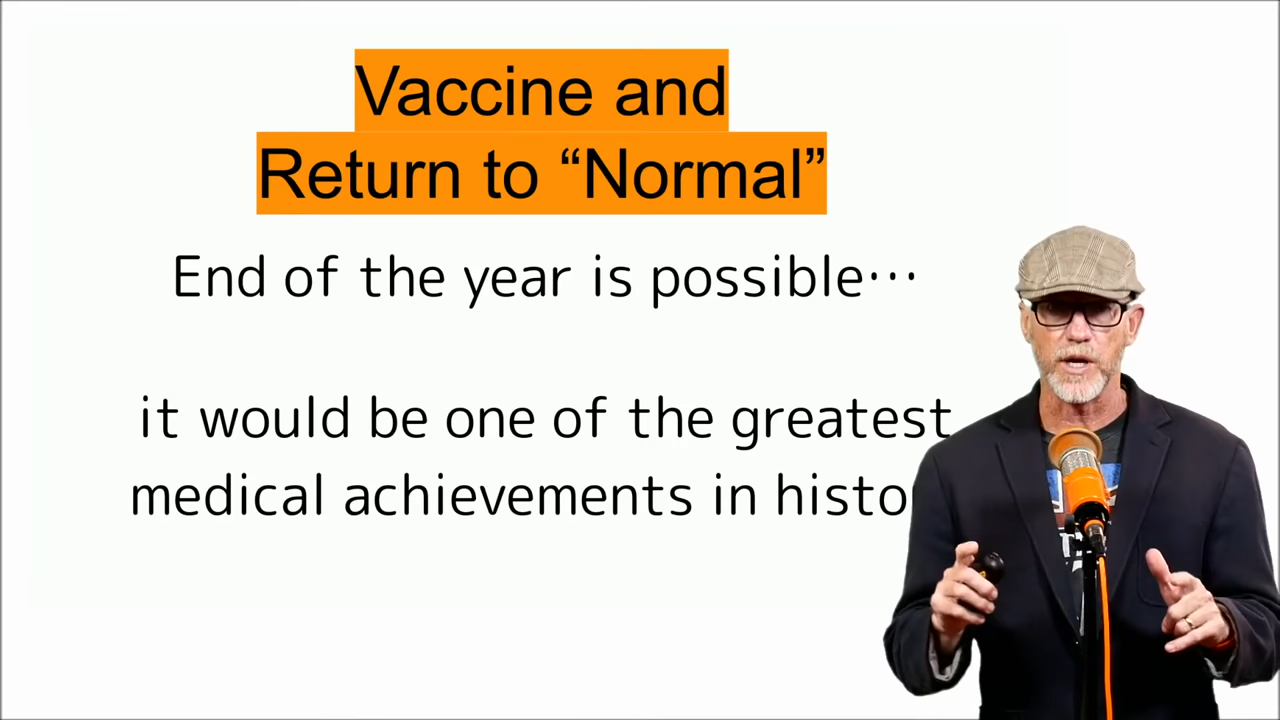 Vaccine and
Return to “Normal”
End of the year is possible…
it would be one of the greatest
medical achievements in histo